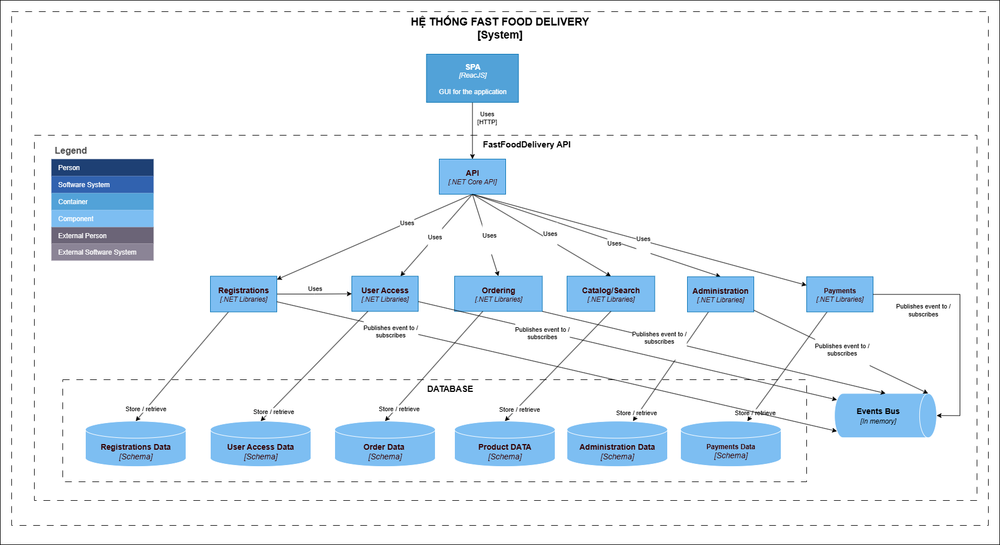 HỆ THỐNG FAST FOOD DELIVERY
[System]
SPA
[ReacJS]
GUI for the application
Uses
[HTTP]
FastFoodDelivery API
Legend
Person
Software System
Container
Component
External Person
External Software System
API
[.NET Core API]
Uses
Uses
Uses
Uses
Uses
Uses
Registrations
[.NET Libraries]
Uses
User Access
[.NET Libraries]
Ordering
[.NET Libraries]
Catalog/Search
[.NET Libraries]
Administration
[.NET Libraries]
Payments
[.NET Libraries]
Publishes event to /
subscribes
Publishes event to /
subscribes
Publishes event to /
subscribes
Publishes event to /
subscribes
Publishes event to /
subscribes
DATABASE
Store / retrieve
Store / retrieve
Store / retrieve
Store / retrieve
Store / retrieve
Store / retrieve
Events Bus
[In memory]
Registrations Data
[Schema]
User Access Data
[Schema]
Order Data
[Schema]
Product DATA
[Schema]
Administration Data
[Schema]
Payments Data
[Schema]